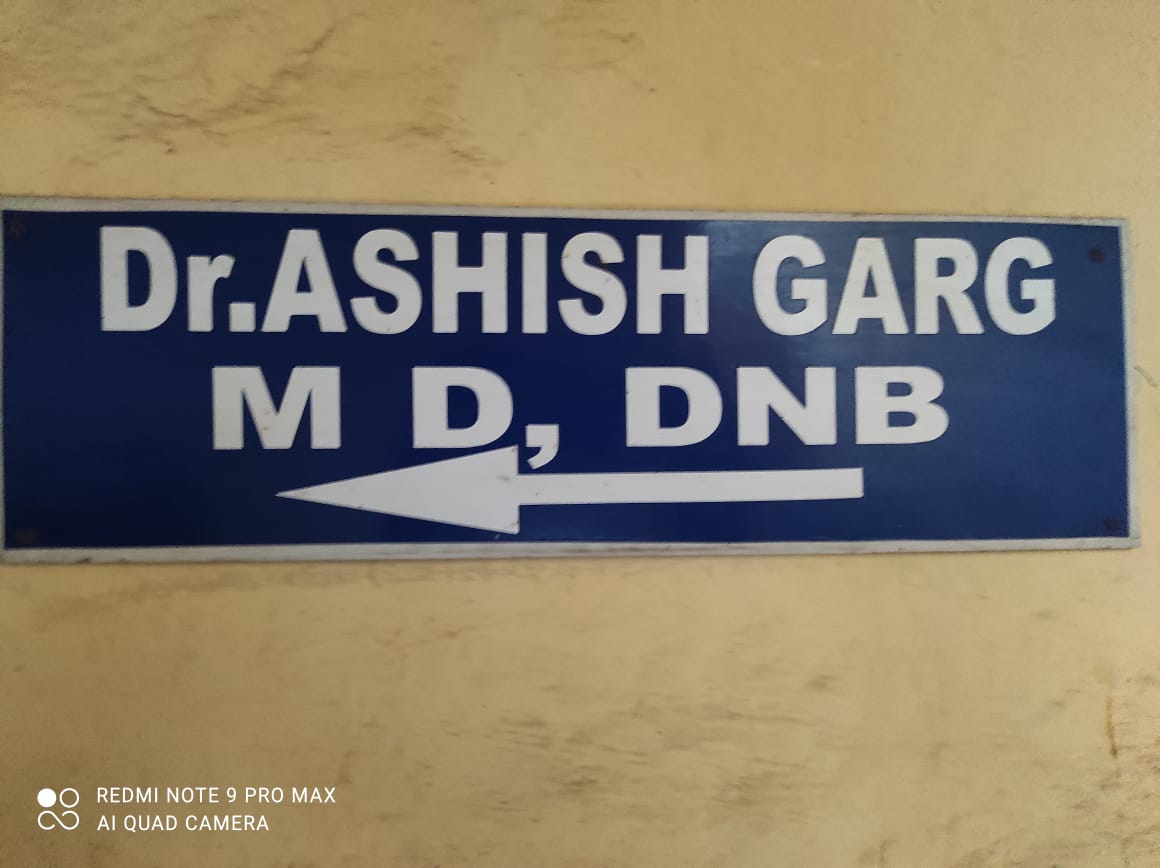 Dr.ASHISH GARG
M D, DNB
REDMI NOTE 9 PRO MAX
AI QUAD CAMERA